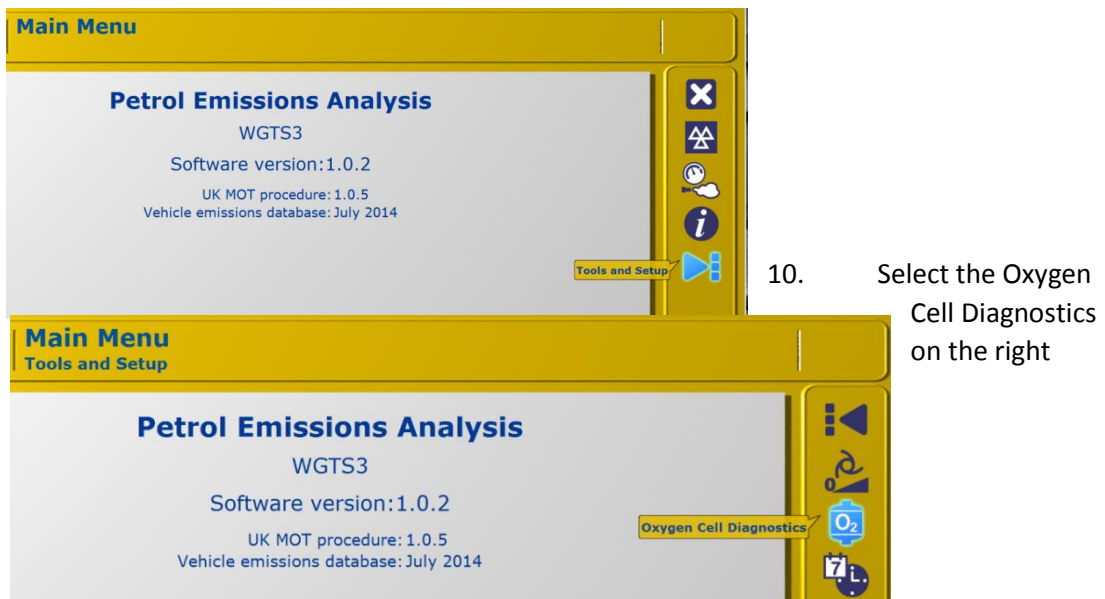 Main Menu
Petrol Emissions Analysis
WGTS3
Software version:1.0.2
UK MOT procedure: 1.0.5
Vehicle emissions database: July 2014
i
Tools and Setup
10. Select the Oxygen
Cell Diagnostics
on the right
Main Menu
Tools and Setup
Petrol Emissions Analysis
WGTS3
Software version:1.0.2
UK MOT procedure: 1.0.5
Vehicle emissions database: July 2014
0
Oxygen Cell Diagnostics
O₂
7